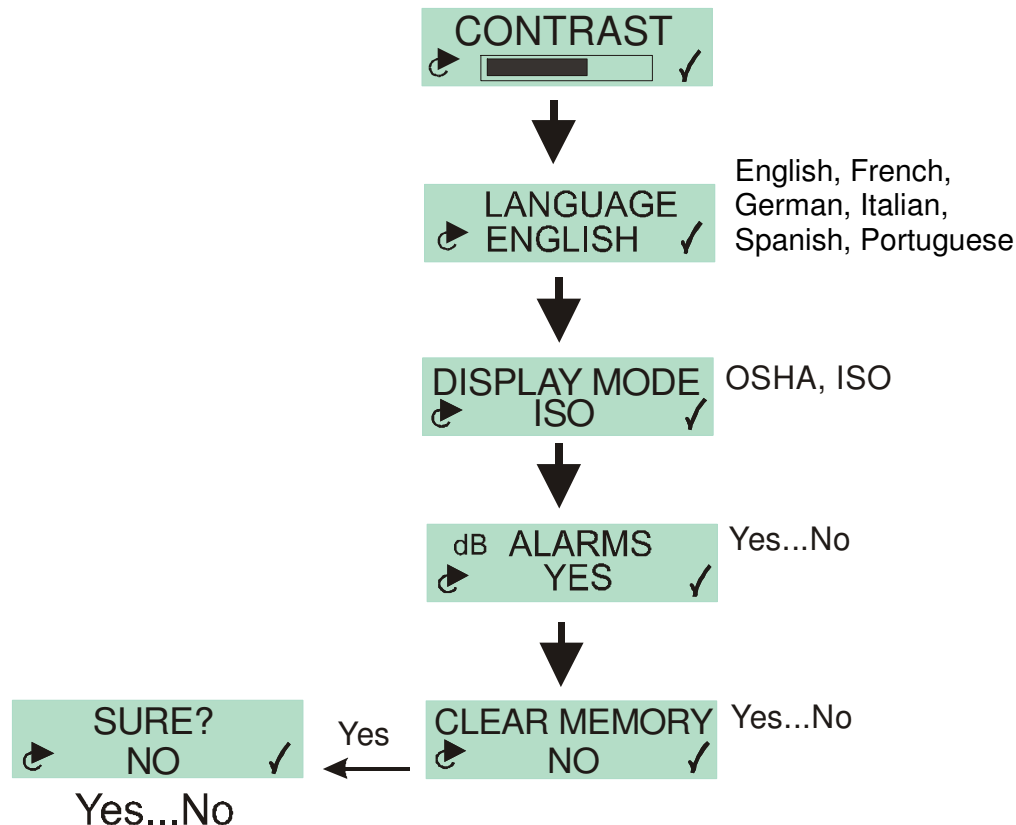 CONTRAST
LANGUAGE
ENGLISH
English, French,
German, Italian,
Spanish, Portuguese
DISPLAY MODE
ISO
OSHA, ISO
dB ALARMS
YES
Yes...No
CLEAR MEMORY
NO
Yes...No
Yes
SURE?
NO
Yes...No